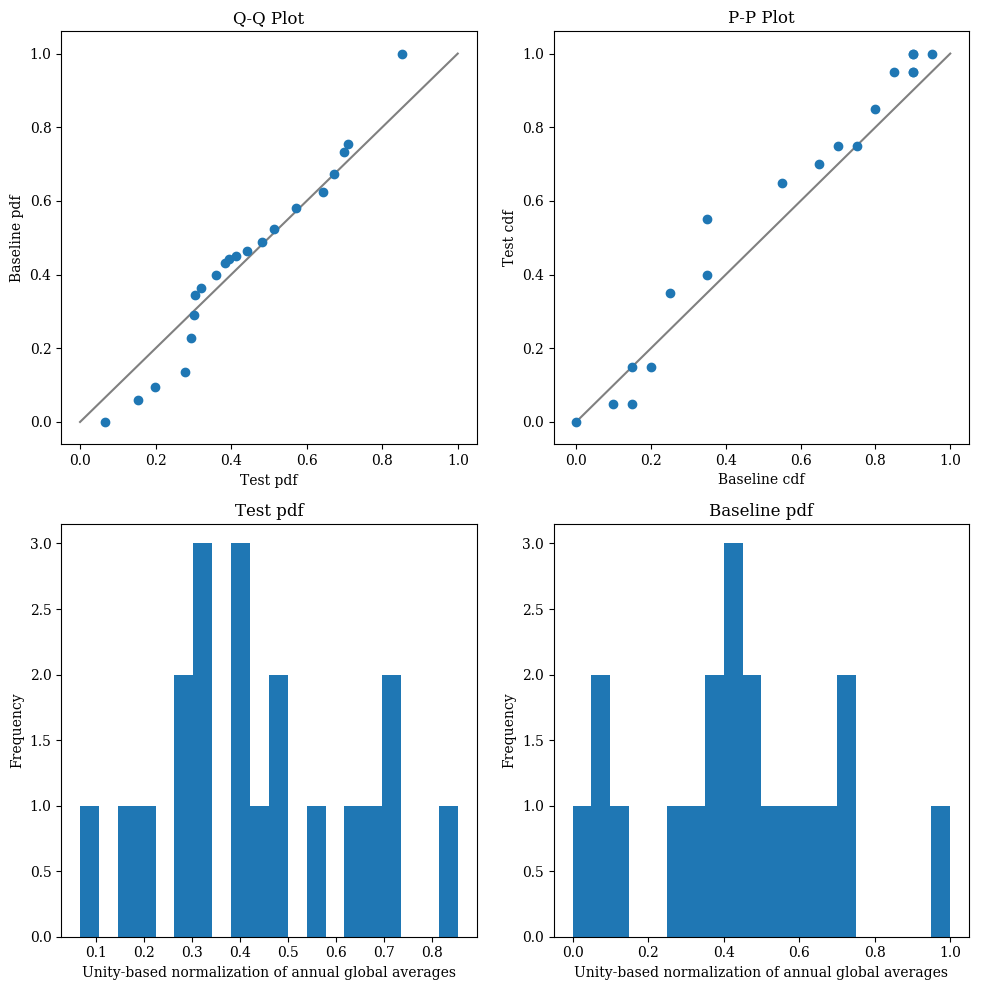 Q-Q Plot
1.0
0.8
0.6
0.4
0.2
0.0
Baseline pdf
0.0 0.2 0.4 0.6 0.8 1.0
Test pdf
P-P Plot
1.0
0.8
0.6
0.4
0.2
0.0
Test cdf
0.0 0.2 0.4 0.6 0.8 1.0
Baseline cdf
Test pdf
3.0
2.5
2.0
1.5
1.0
0.5
0.0
Frequency
0.1 0.2 0.3 0.4 0.5 0.6 0.7 0.8
Unity-based normalization of annual global averages
Baseline pdf
3.0
2.5
2.0
1.5
1.0
0.5
0.0
Frequency
0.0 0.2 0.4 0.6 0.8 1.0
Unity-based normalization of annual global averages